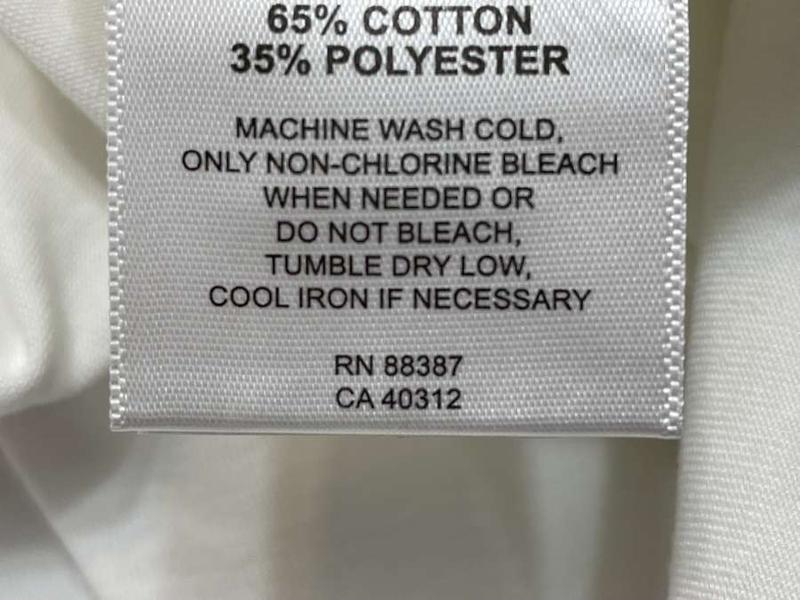 65% COTTON
35% POLYESTER
MACHINE WASH COLD,
ONLY NON-CHLORINE BLEACH
WHEN NEEDED OR
DO NOT BLEACH,
TUMBLE DRY LOW,
COOL IRON IF NECESSARY
RN 88387
CA 40312